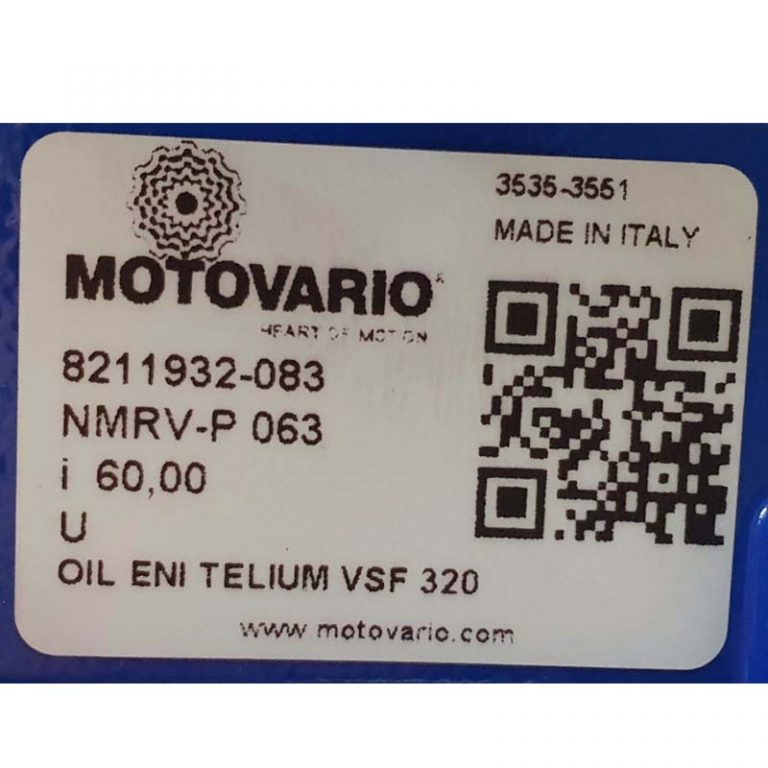 3535-3551
MADE IN ITALY
MOTOVARIO®
HEART OF MOTION
8211932-083
NMRV-P 063
i 60,00
U
OIL ENI TELIUM VSF 320
www.motovario.com